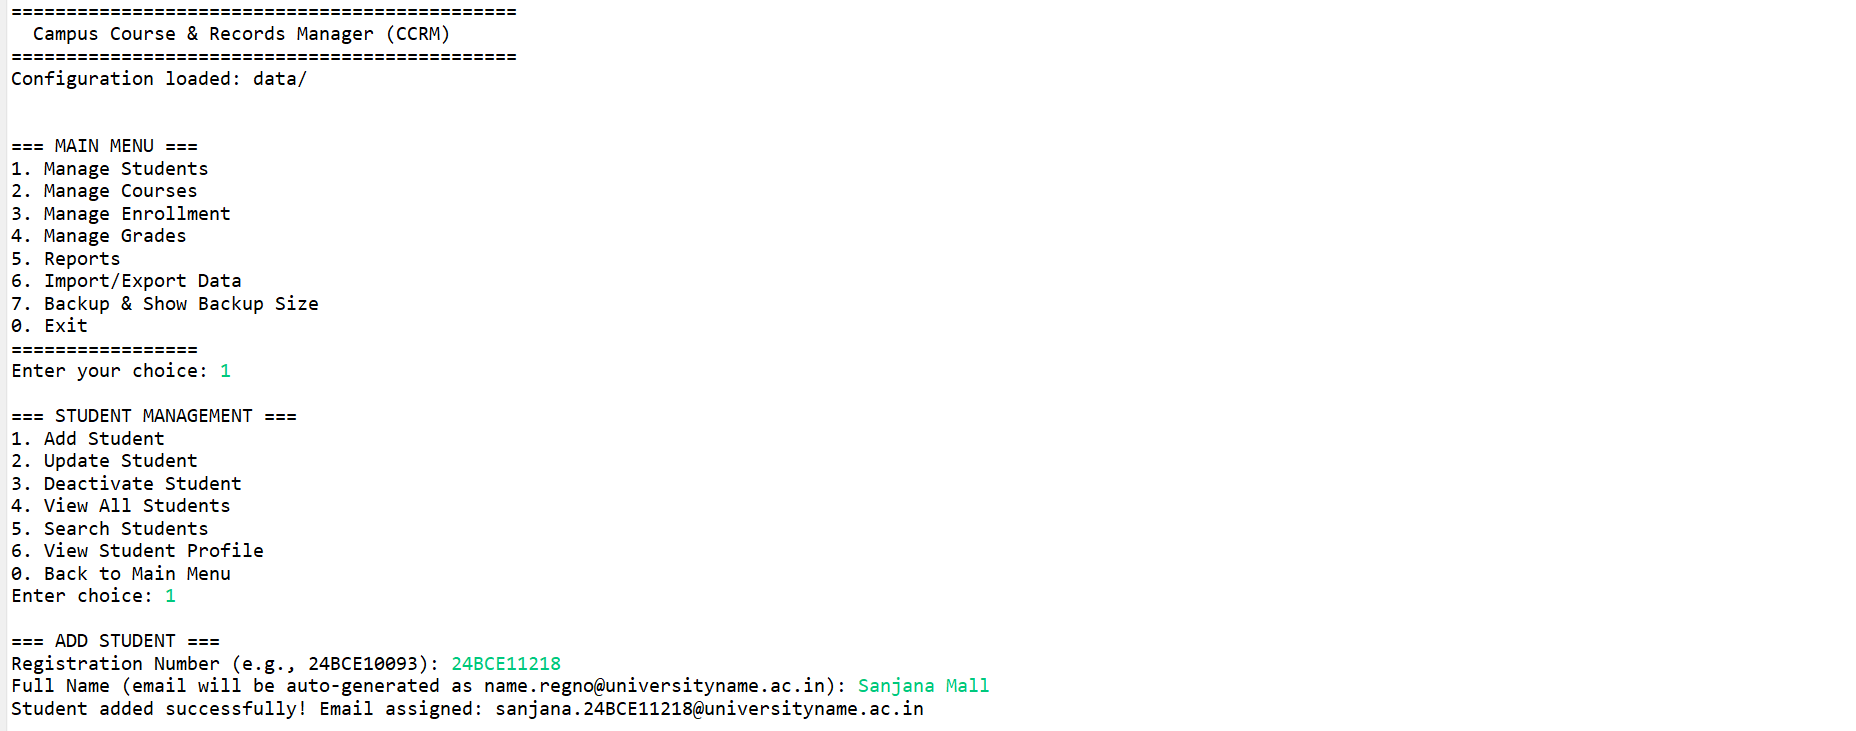 ==============================================
  Campus Course & Records Manager (CCRM)
==============================================
Configuration loaded: data/
=== MAIN MENU ===
1. Manage Students
2. Manage Courses
3. Manage Enrollment
4. Manage Grades
5. Reports
6. Import/Export Data
7. Backup & Show Backup Size
0. Exit
=================
Enter your choice: 1
=== STUDENT MANAGEMENT ===
1. Add Student
2. Update Student
3. Deactivate Student
4. View All Students
5. Search Students
6. View Student Profile
0. Back to Main Menu
Enter choice: 1
=== ADD STUDENT ===
Registration Number (e.g., 24BCE10093): 24BCE11218
Full Name (email will be auto-generated as name.regno@universityname.ac.in): Sanjana Mall
Student added successfully! Email assigned: sanjana.24BCE11218@universityname.ac.in